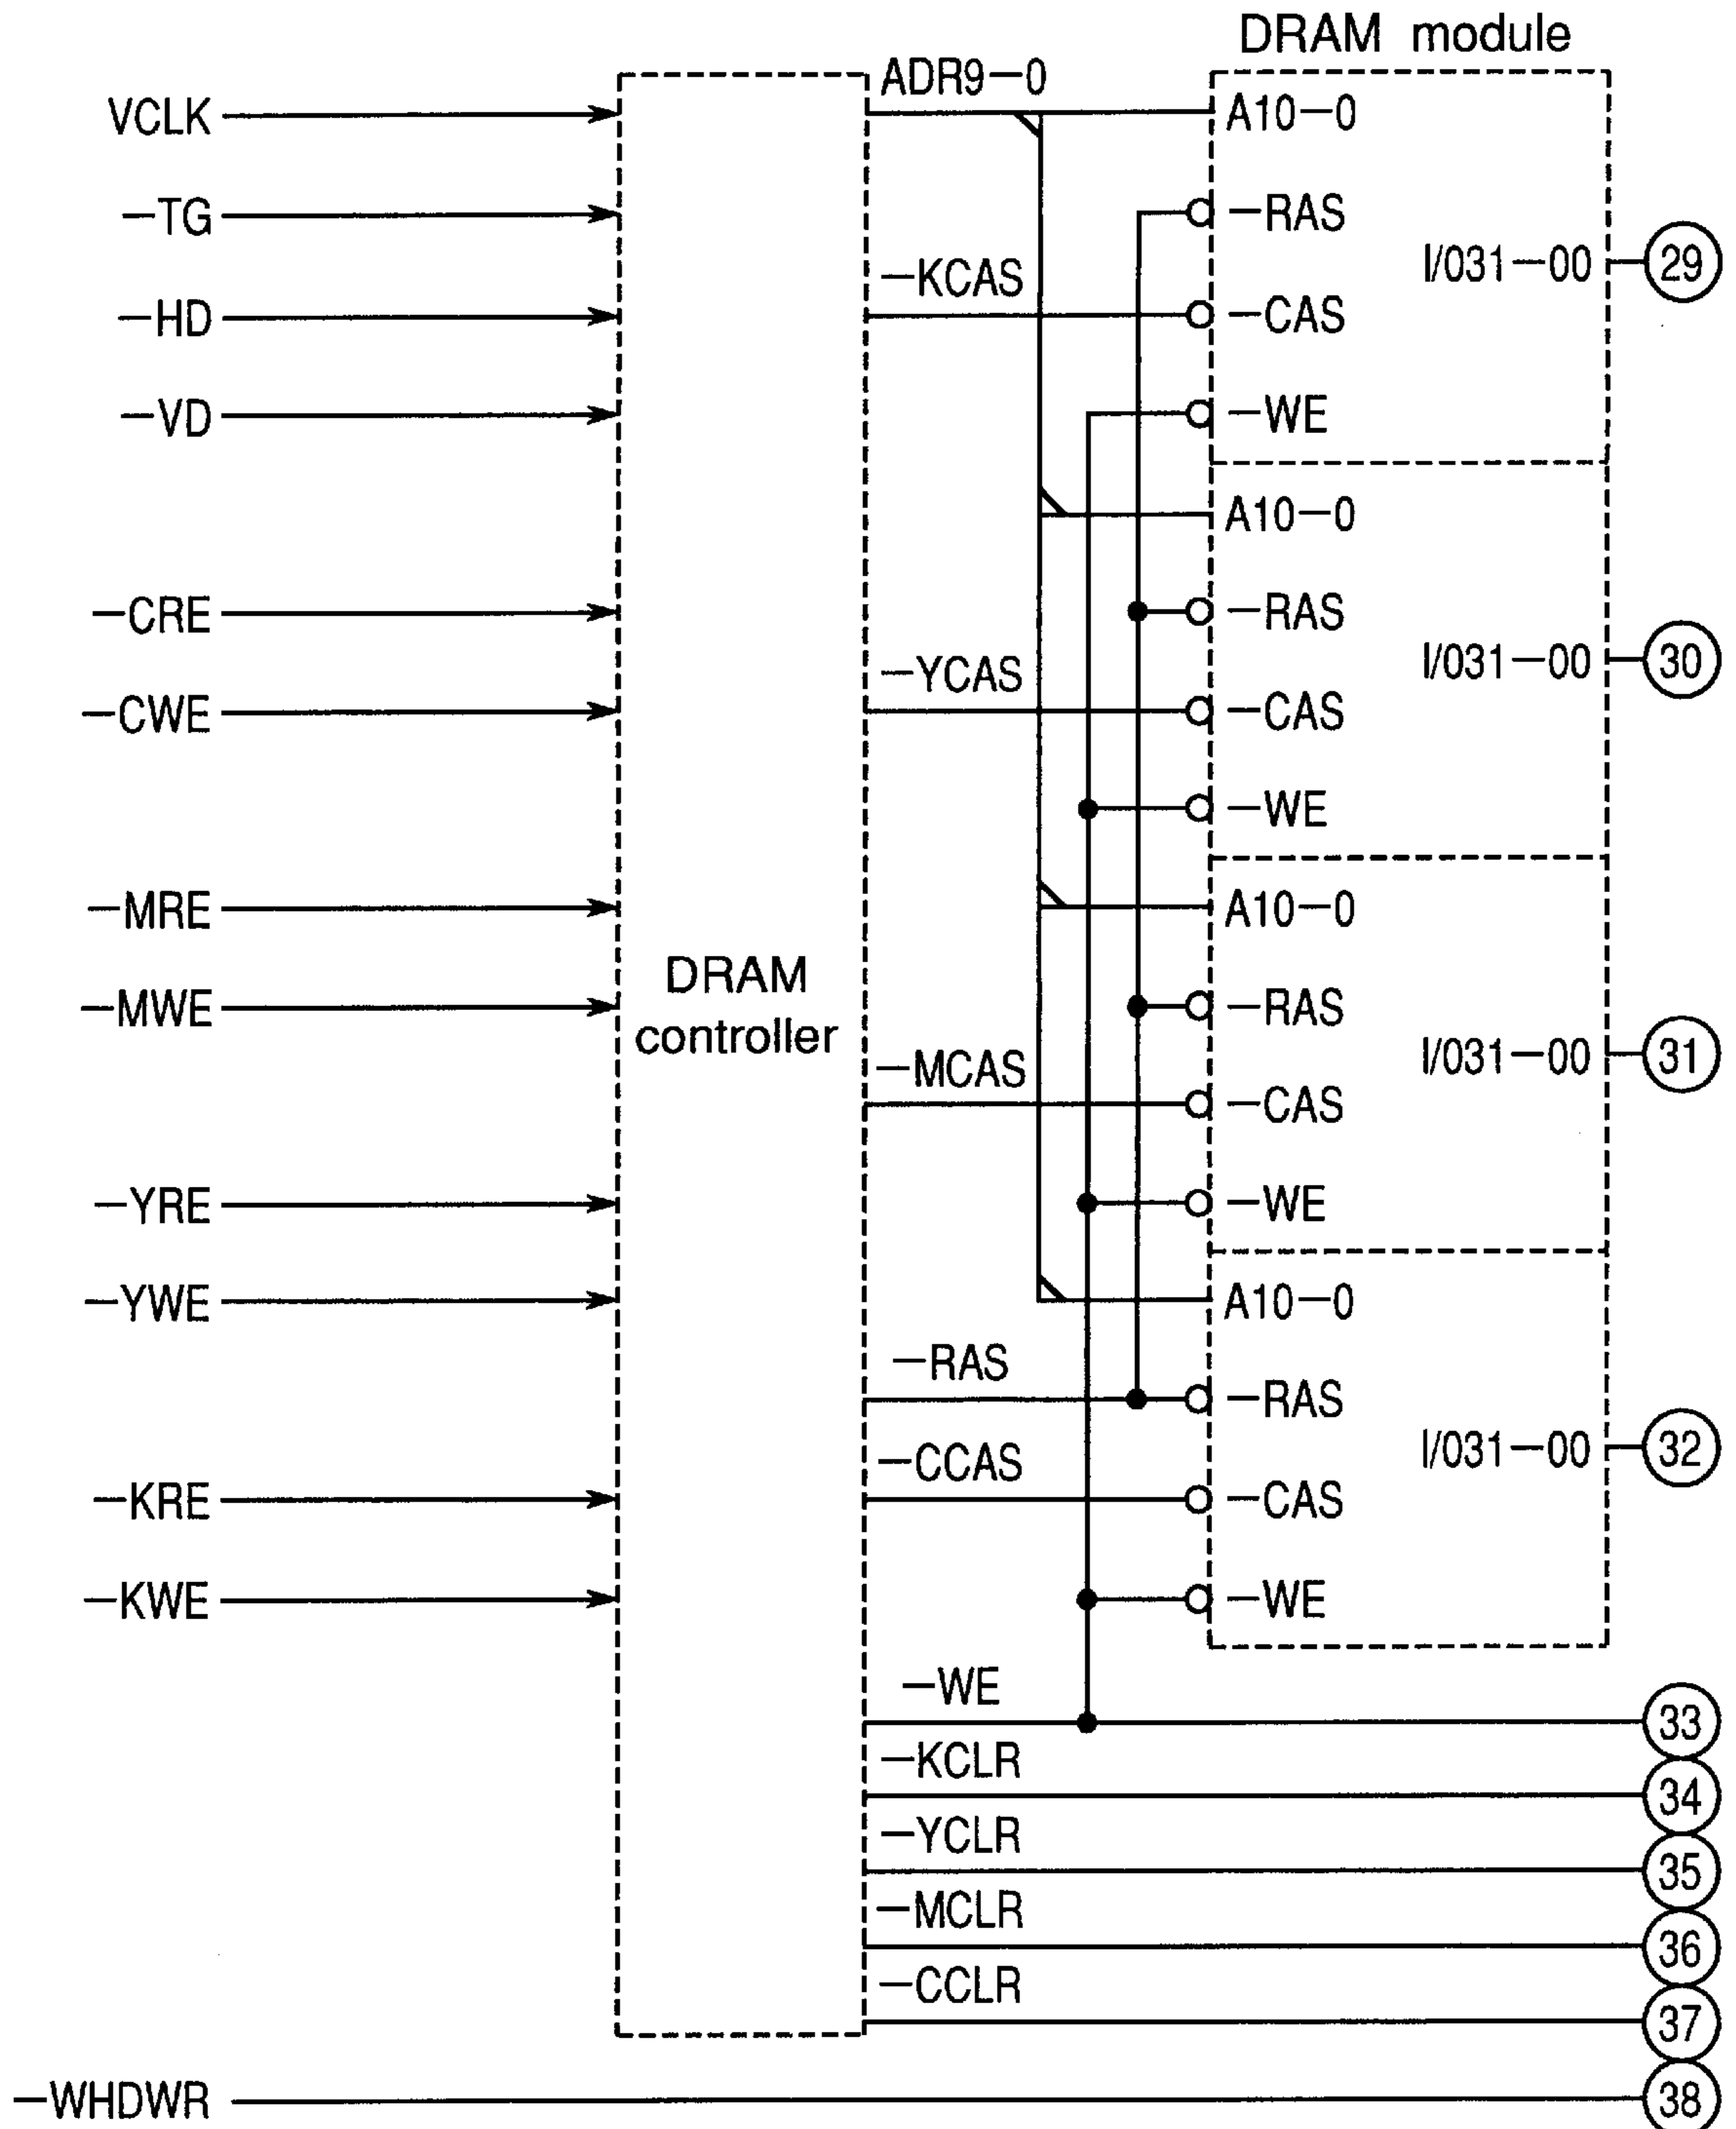 DRAM module
ADR9—0
VCLK
A10—0
—TG
—RAS
I/031—00
29
—KCAS
—HD
—CAS
—VD
—WE
A10—0
—CRE
—RAS
I/031—00
30
—YCAS
—CWE
—CAS
—WE
—MRE
A10—0
DRAM
controller
—MWE
—RAS
I/031—00
31
—MCAS
—CAS
—YRE
—WE
—YWE
A10—0
—RAS
—RAS
I/031—00
32
—CCAS
—KRE
—CAS
—KWE
—WE
—WE
33
—KCLR
34
—YCLR
35
—MCLR
36
—CCLR
37
—WHDWR
38